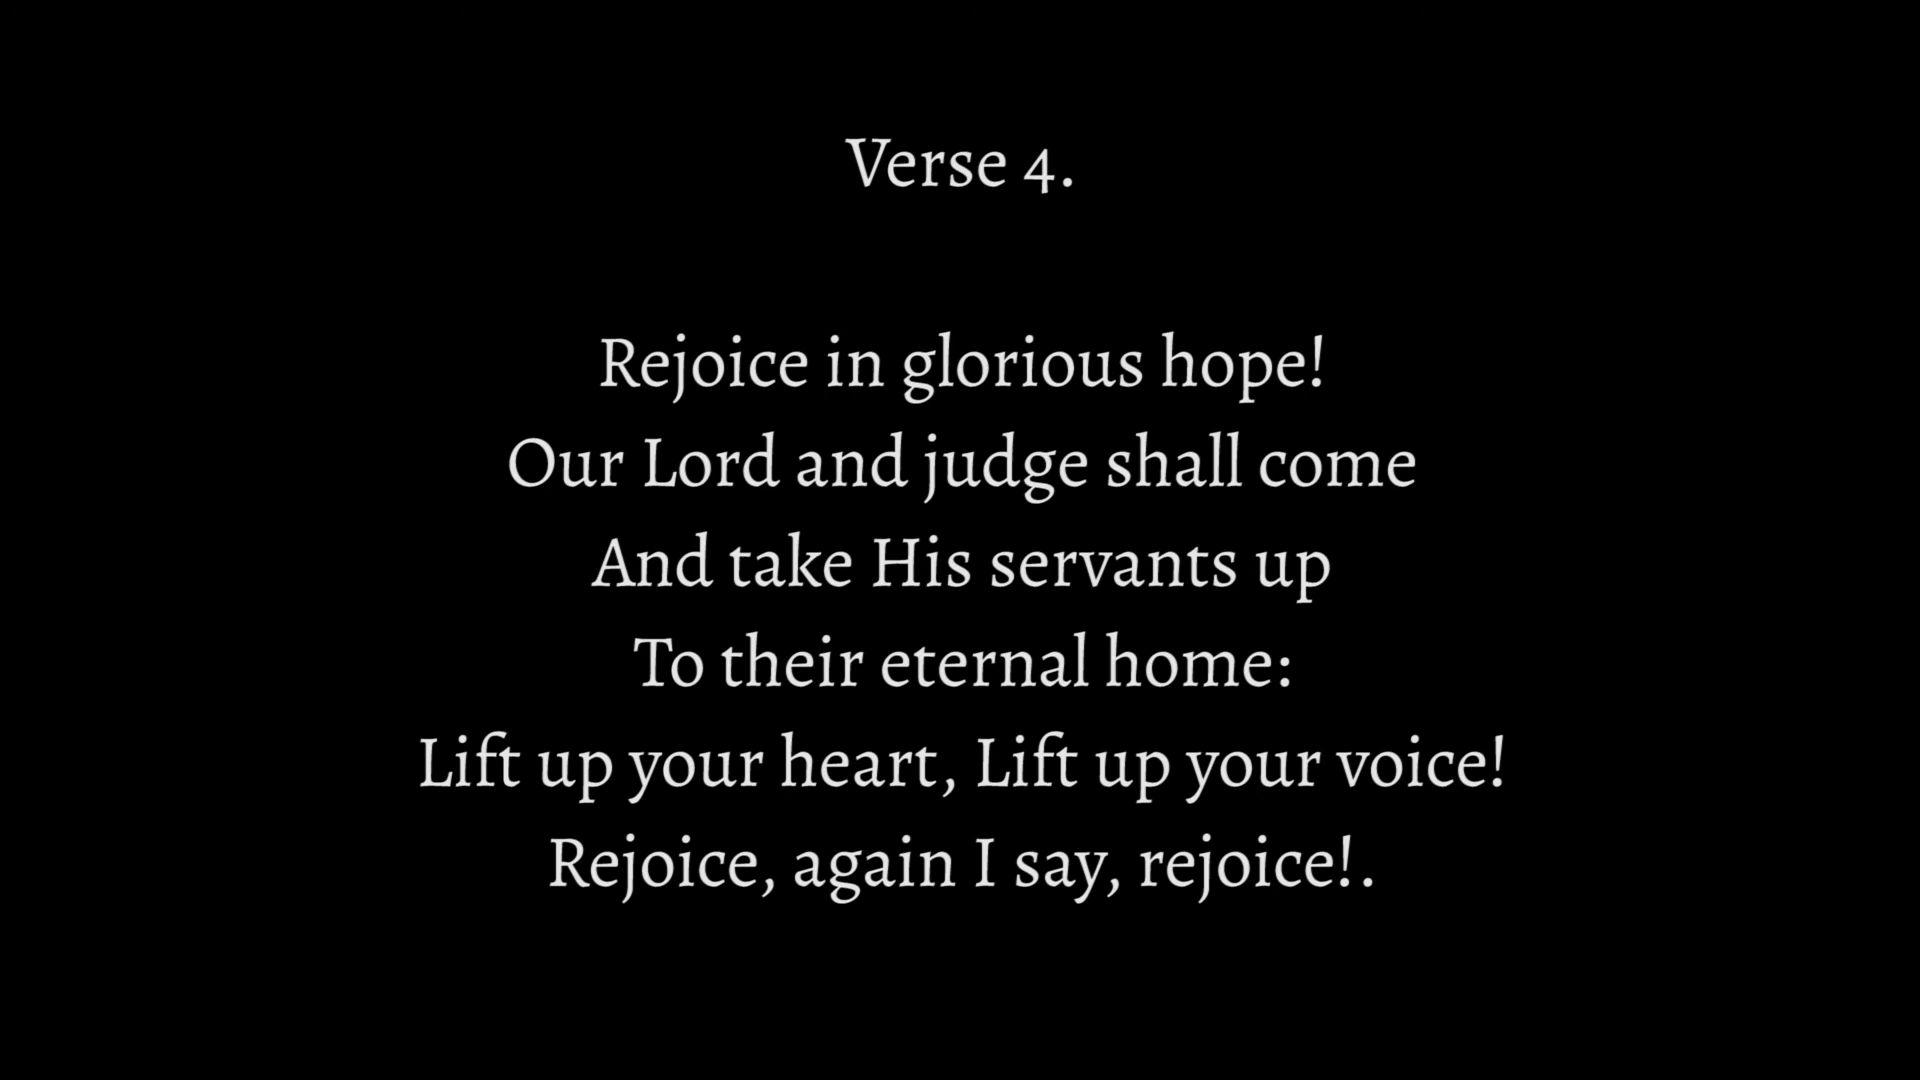 Verse 4.
Rejoice in glorious hope!
Our Lord and judge shall come
And take His servants up
To their eternal home:
Lift up your heart, Lift up your voice!
Rejoice, again I say, rejoice!.